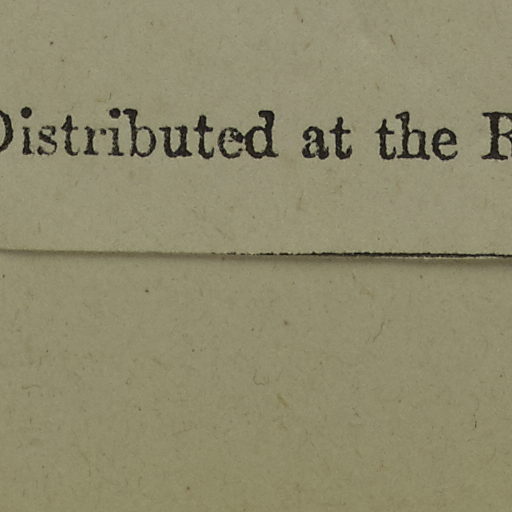 Distributed at the R